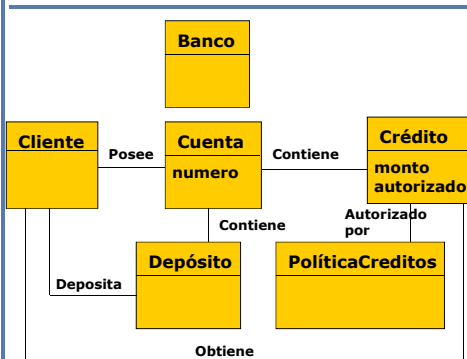 Banco
Cliente
Posee
Cuenta
numero
Contiene
Crédito
monto
autorizado
Contiene
Autorizado
por
Depósito
PolíticaCreditos
Deposita
Obtiene